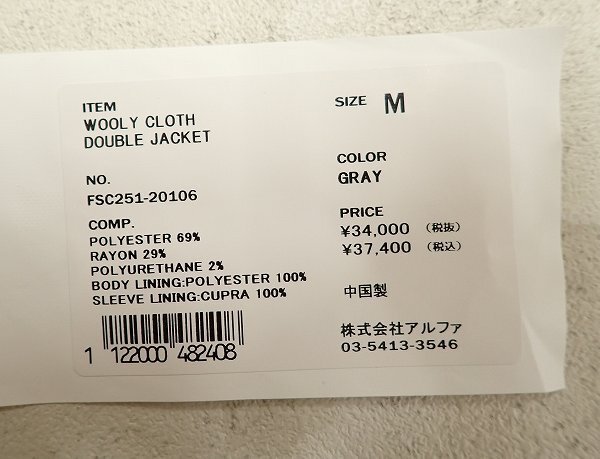 ITEM
WOOLY CLOTH
DOUBLE JACKET
NO.
FSC251-20106
COMP.
POLYESTER 69%
RAYON 29%
POLYURETHANE 2%
BODY LINING:POLYESTER 100%
SLEEVE LINING:CUPRA 100%
1 122000 482408
SIZE M
COLOR
GRAY
PRICE
¥34,000 (税抜)
¥37,400 (税込)
中国製
株式会社アルファ
03-5413-3546